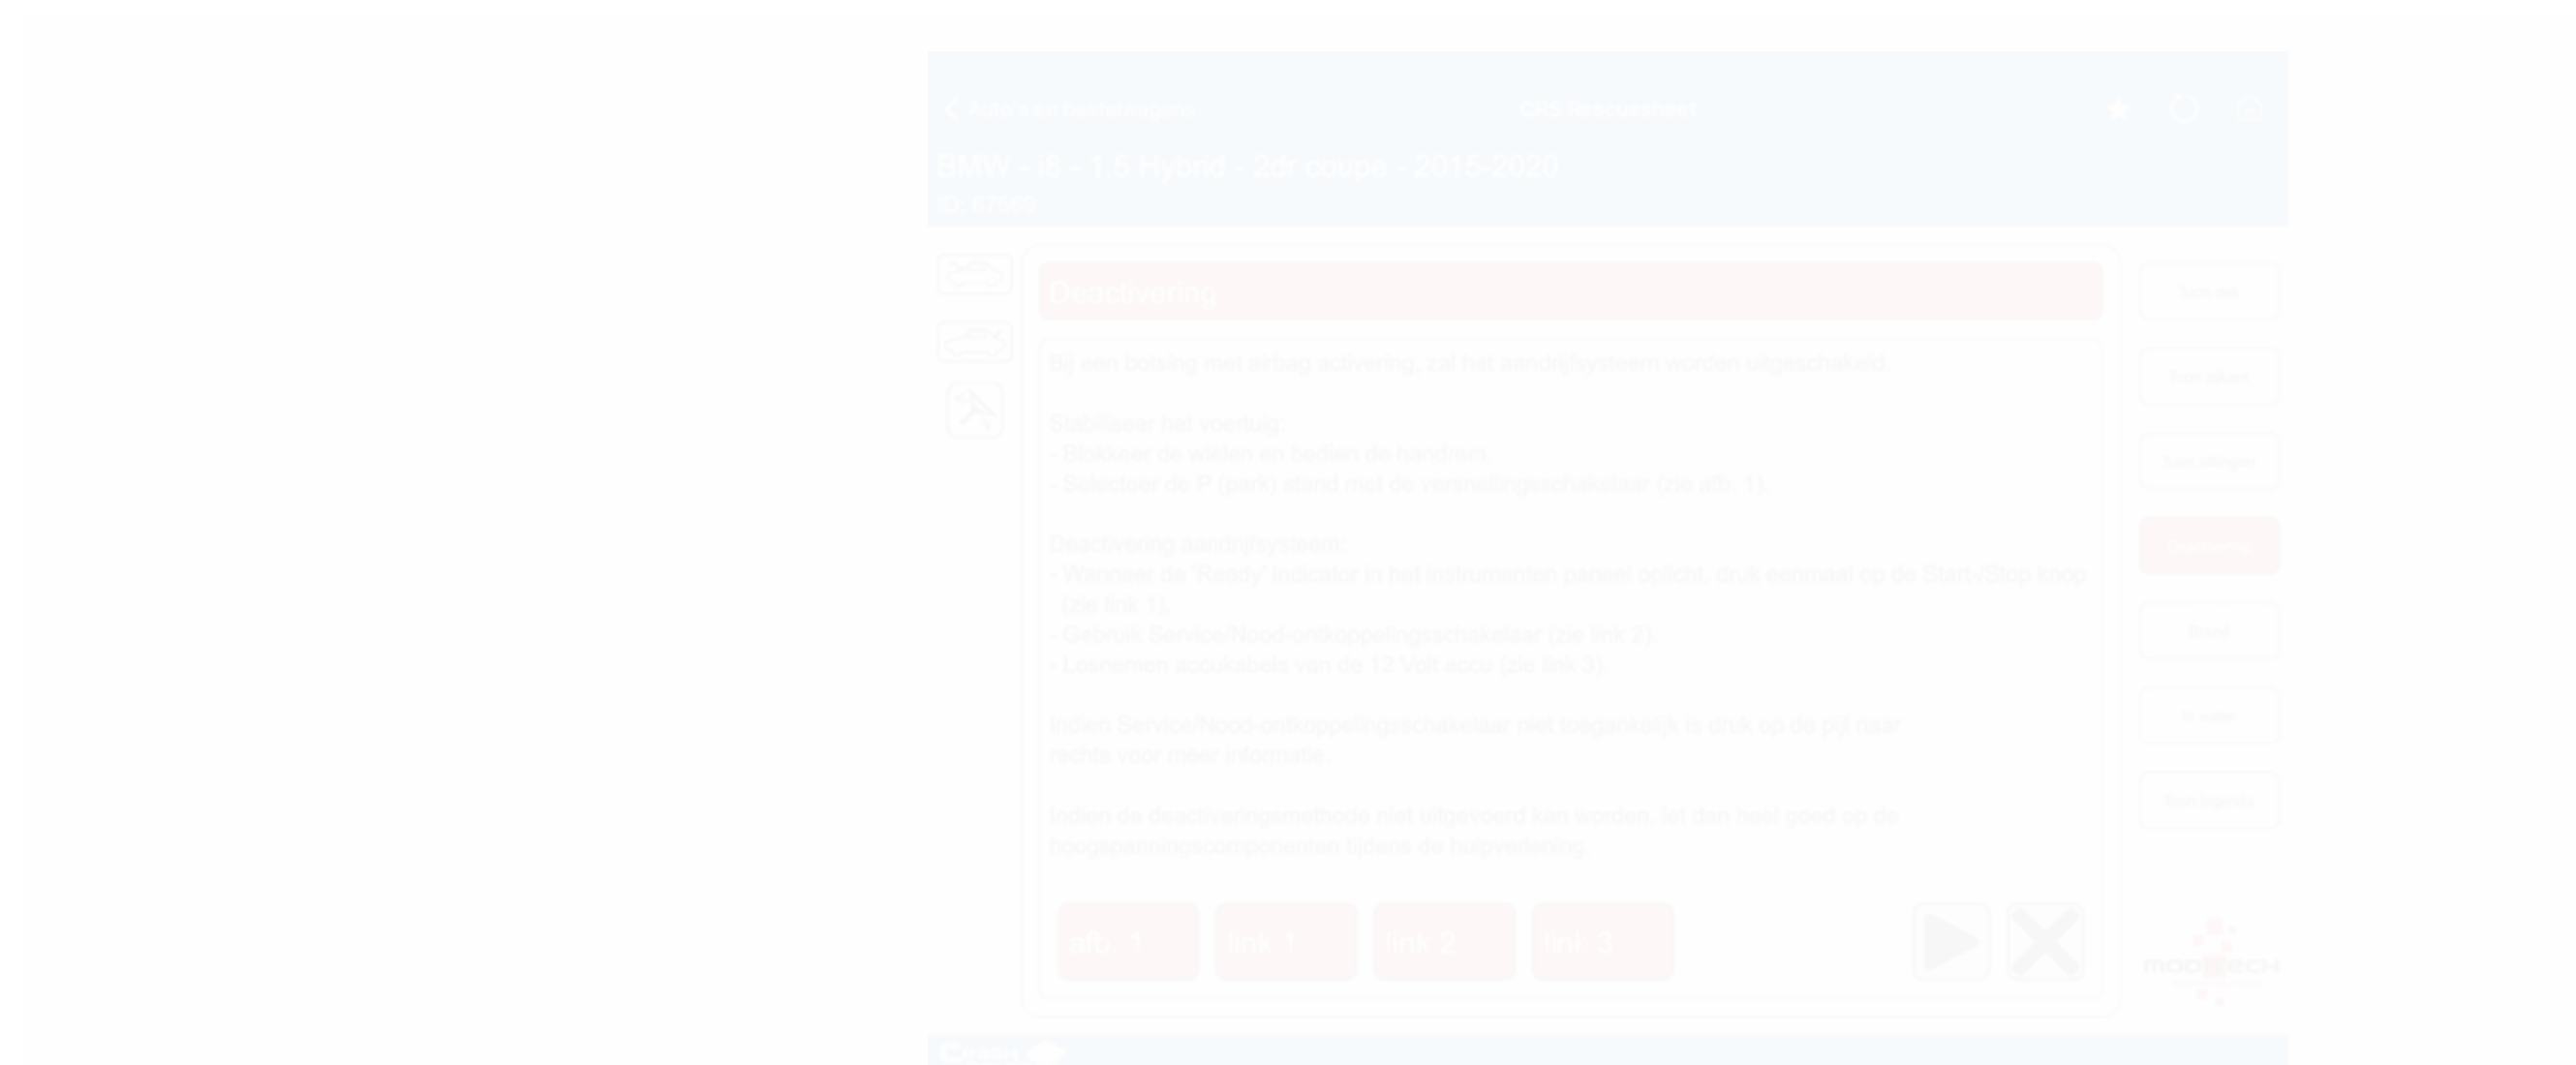 Auto's en bestelwagens
CRS Rescuesheet
BMW - I8 - 1.5 Hybrid - 2dr coupe - 2015-2020
Deactivering
Bij een botsing met airbag activering, zal het aandrijfsysteem worden uitgeschakeld.
Stabiliseer het voertuig:
- Blokkeer de wielen en bedien de handrem.
- Selecteer de P (park) stand met de versnellingsschakelaar (zie afb. 1).
Deactivering aandrijfsysteem:
- Wanneer de 'Ready' indicator in het instrumenten paneel oplicht, druk eenmaal op de Start-/Stop knop
(zie link 1).
- Gebruik Service/Nood-ontkoppelingsschakelaar (zie link 2).
- Losnemen accukabels van de 12 Volt accu (zie link 3).
Indien Service/Nood-ontkoppelingsschakelaar niet toegankelijk is druk op de pijl naar
rechts voor meer informatie.
Indien de deactiveringsmethode niet uitgevoerd kan worden, let dan heel goed op de
hoogspanningscomponenten tijdens de hulpverlening.
afb. 1
link 1
link 2
link 3
Deactivering
Brand
Toon legenda
moditech